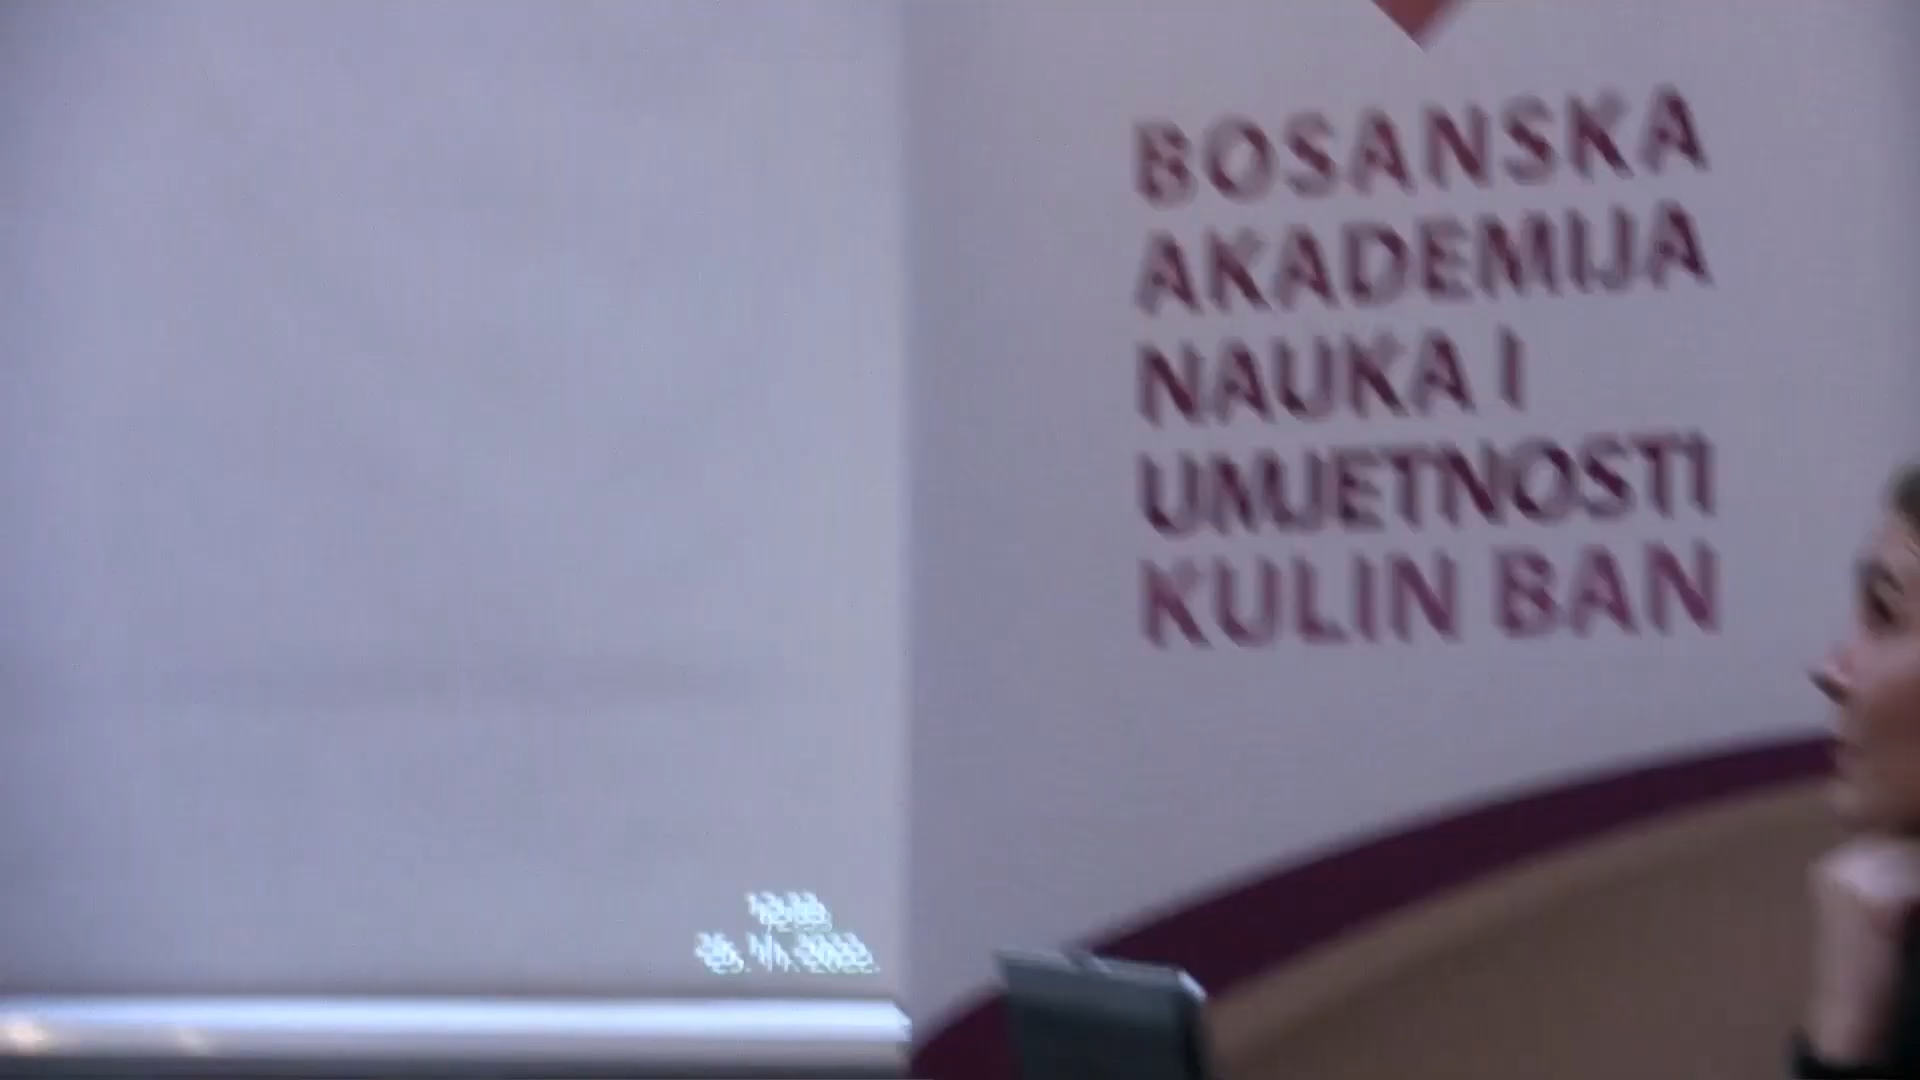 BOSANSKA
AKADEMIJA
NAUKA I
UMJETNOSTI
KULIN BAN